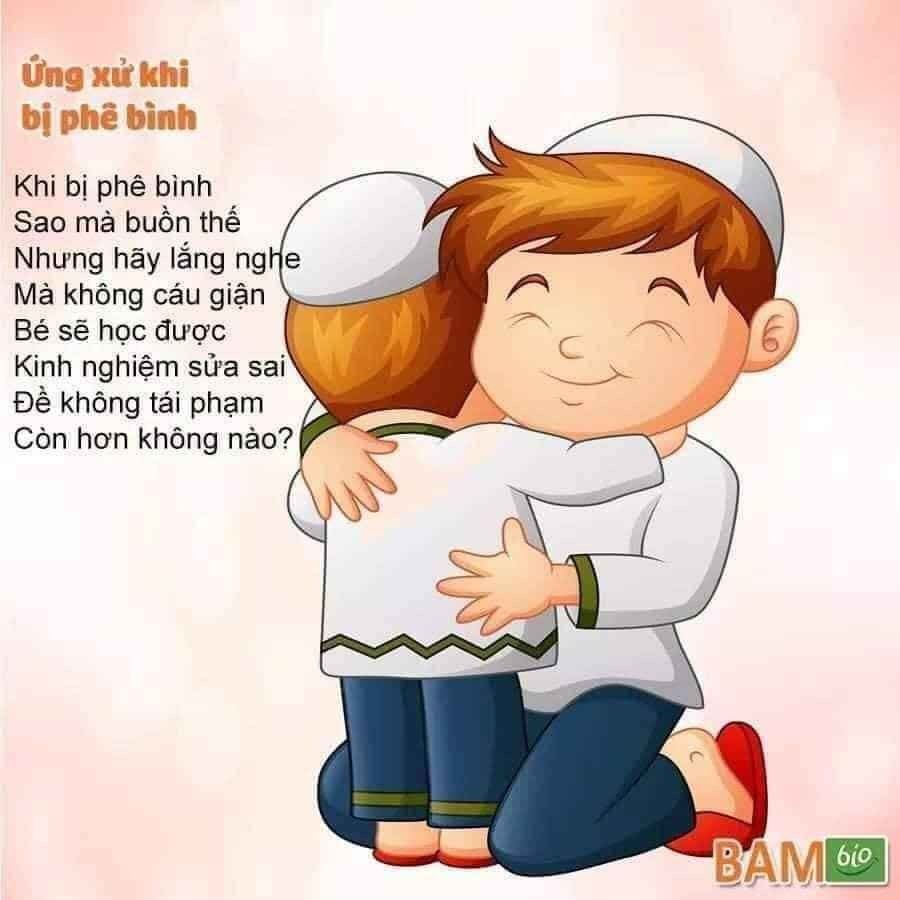 Ứng xử khi
bị phê bình
Khi bị phê bình
Sao mà buồn thế
Nhưng hãy lắng nghe
Mà không cáu giận
Bé sẽ học được
Kinh nghiệm sửa sai
Đề không tái phạm
Còn hơn không nào?
BAM bio